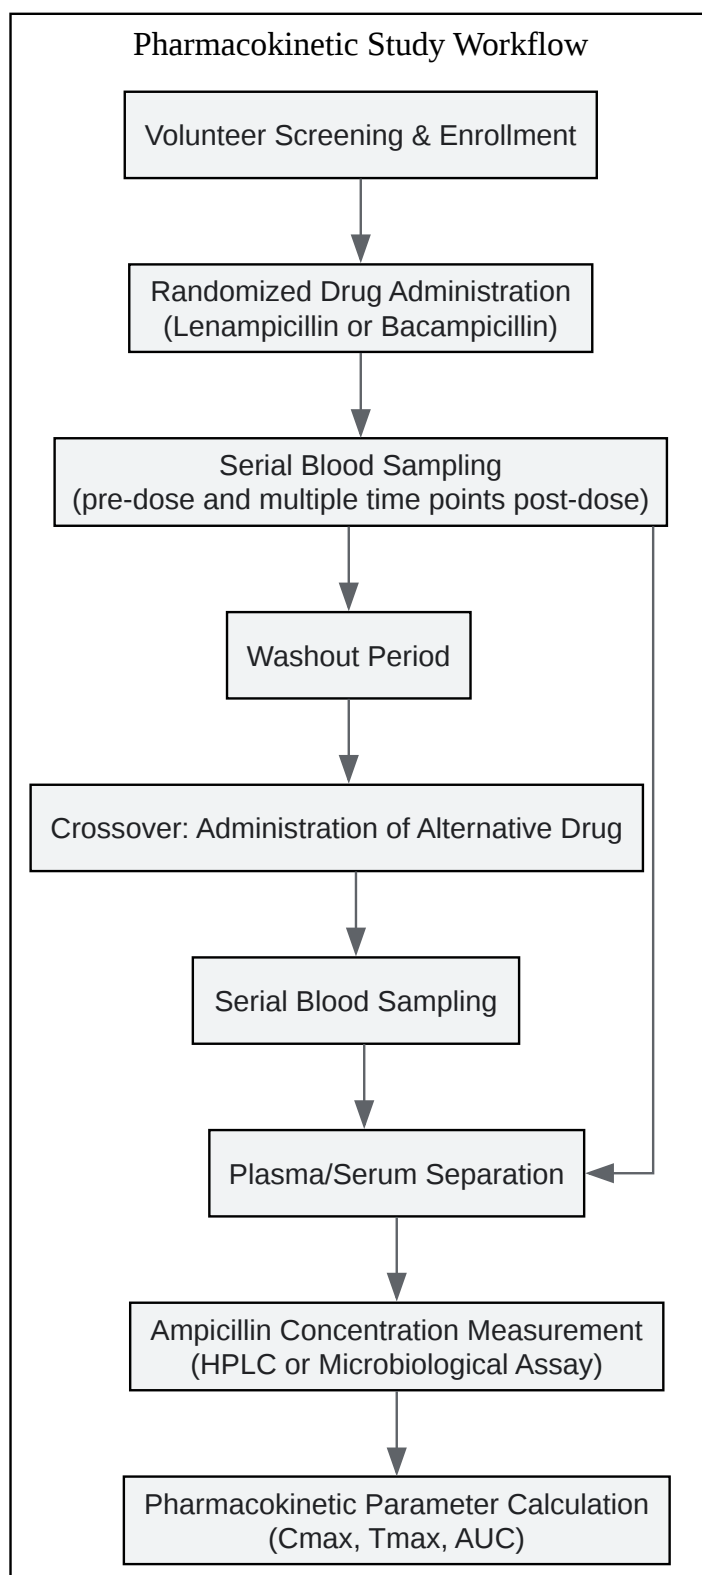 Pharmacokinetic Study Workflow
Volunteer Screening & Enrollment
Randomized Drug Administration
(Lenampicillin or Bacampicillin)
Serial Blood Sampling
(pre-dose and multiple time points post-dose)
Washout Period
Crossover: Administration of Alternative Drug
Serial Blood Sampling
Plasma/Serum Separation
Ampicillin Concentration Measurement
(HPLC or Microbiological Assay)
Pharmacokinetic Parameter Calculation
(Cmax, Tmax, AUC)